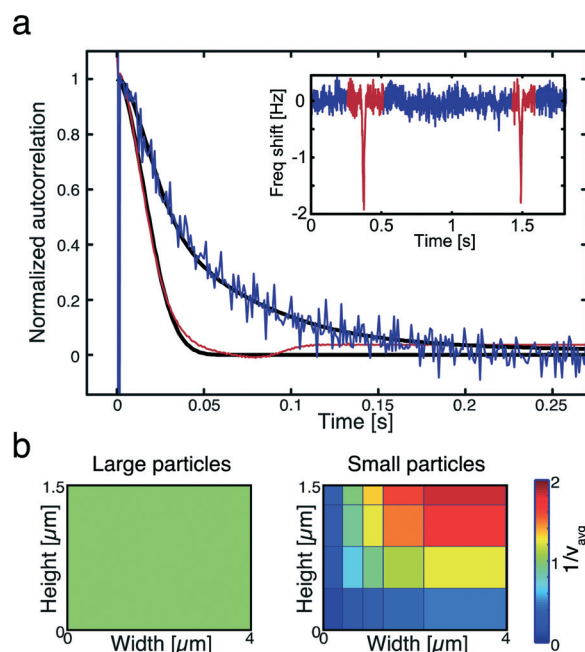 a
Normalized autocorrelation
1
0.8
0.6
0.4
0.2
0
0
0.05
0.1
0.15
0.2
0.25
Time [s]
Freq shift [Hz]
0
-1
-2
0
0.5
1
1.5
Time [s]
b
Large particles
Small particles
Height [µm]
1.5
0
0
4
Width [µm]
Height [µm]
1.5
0
0
4
Width [µm]
2
1
0
1/v_avg